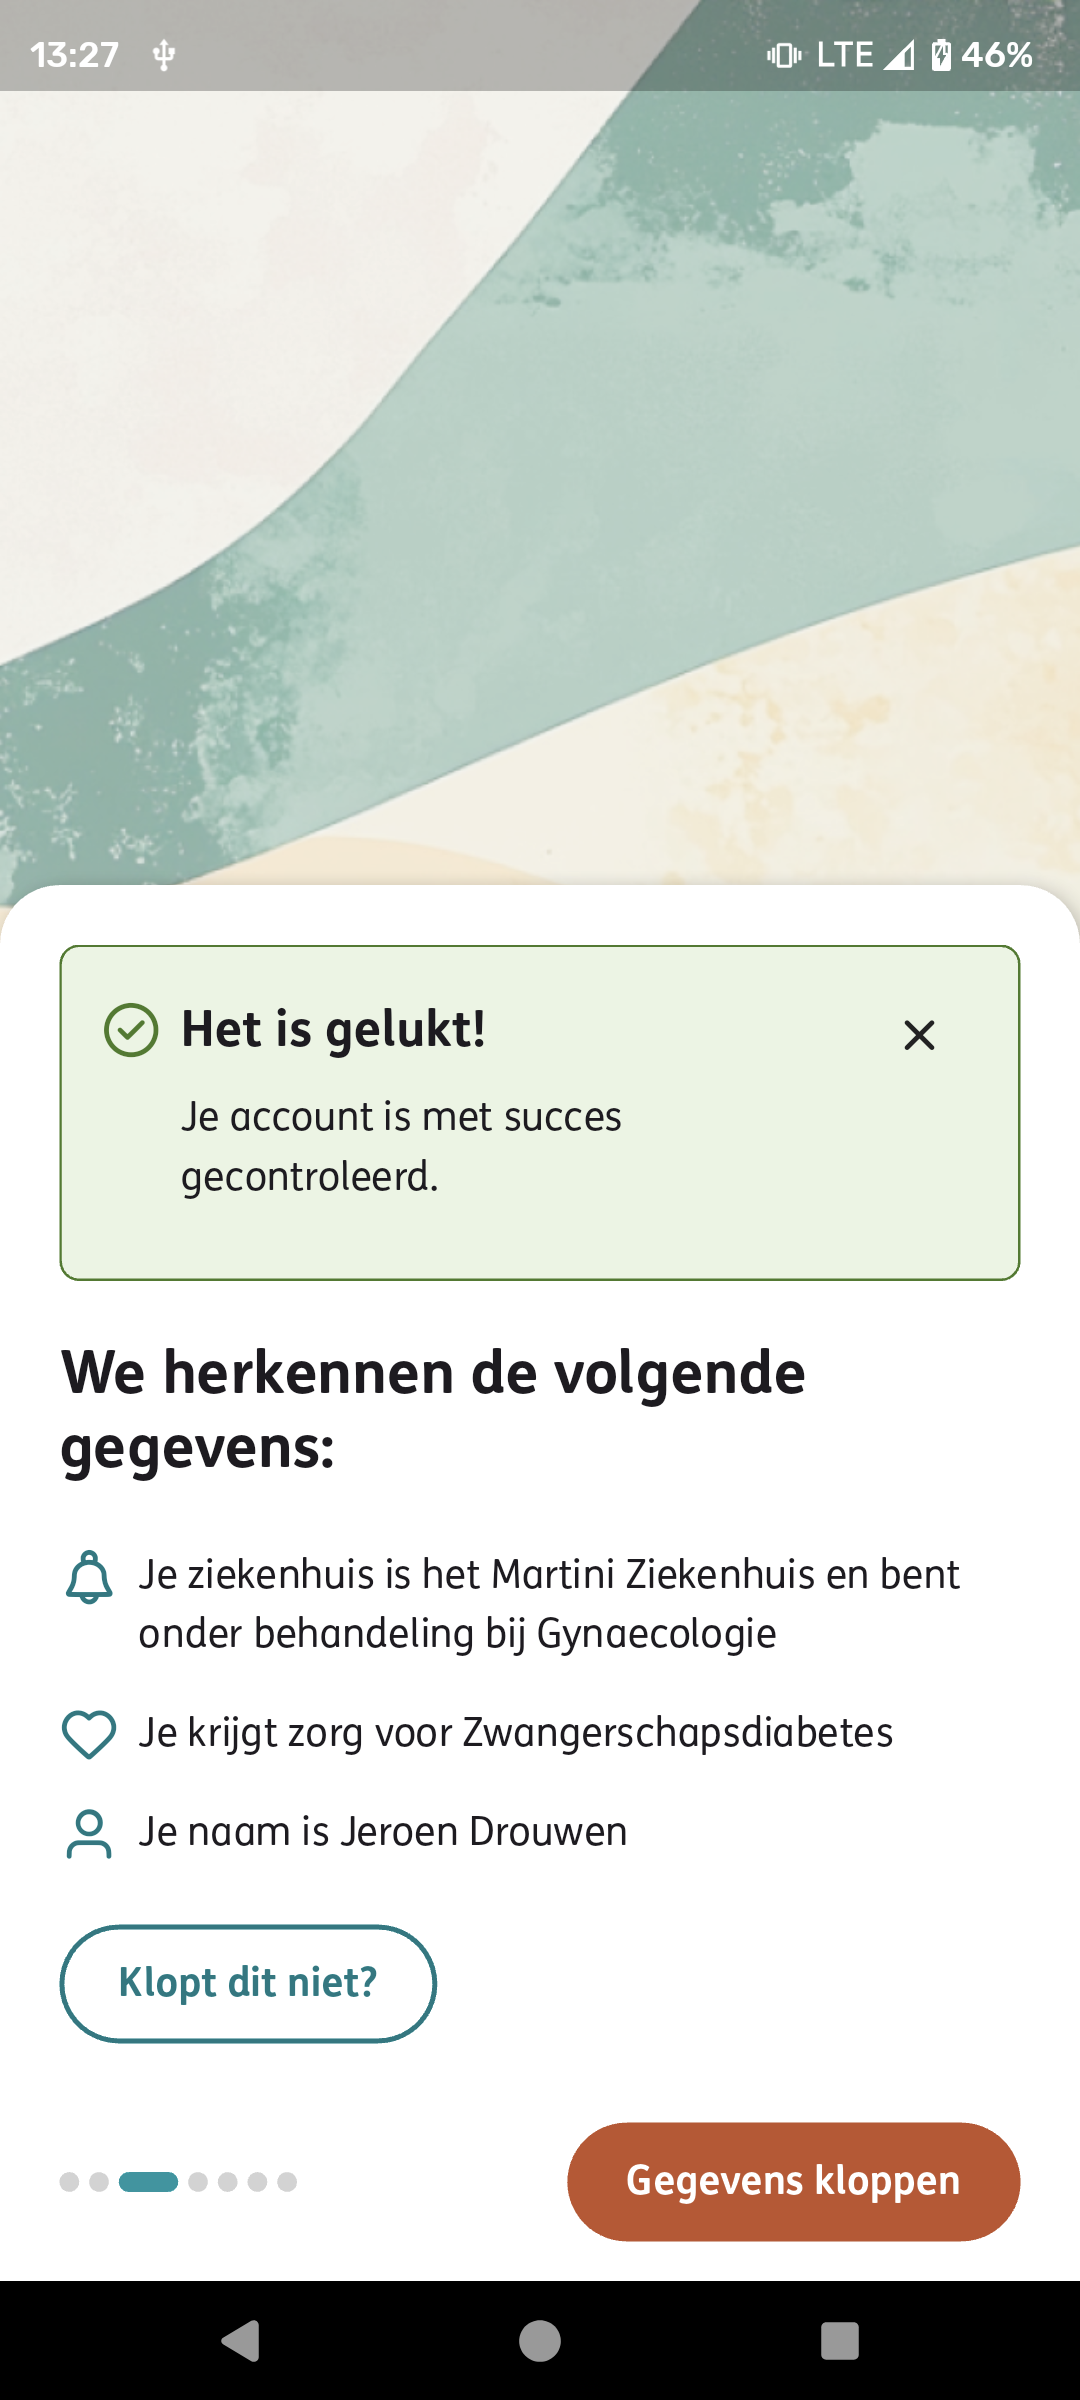 13:27
LTE 46%
Het is gelukt!
Je account is met succes
gecontroleerd.
We herkennen de volgende
gegevens:
Je ziekenhuis is het Martini Ziekenhuis en bent
onder behandeling bij Gynaecologie
Je krijgt zorg voor Zwangerschapsdiabetes
Je naam is Jeroen Drouwen
Klopt dit niet?
Gegevens kloppen